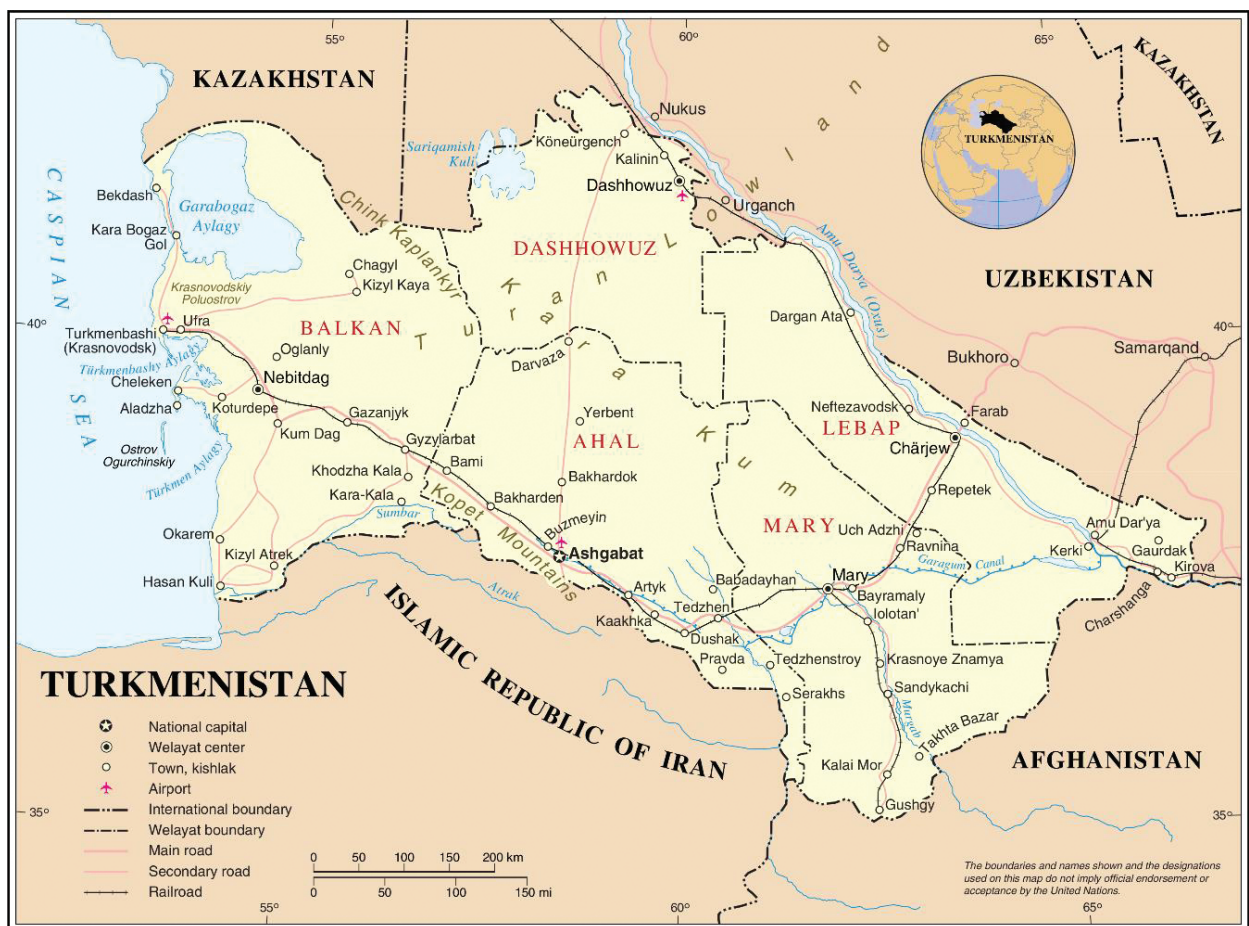 55°
60°
65°
KAZAKHSTAN
KAZAKHSTAN
Nukus
Köneürgench
Kalinin
Sariqamish
Kuli
Dashhowuz
Urganch
TURKMENISTAN
Bekdash
Garabogaz
Aylagy
Kara Bogaz
Gol
CASPIAN
SEA
Chink Kaplankyr
DASHHOWUZ
Turan Lowland
Kara Kum
Amu Darya (Oxus)
UZBEKISTAN
Chagyl
Kizyl Kaya
Krasnovodskiy
Poluostrov
40°
40°
Ufra
BALKAN
Turkmenbashi
(Krasnovodsk)
Türkmenbashy Aylagy
Oglanly
Dargan Ata
Bukhoro
Samarqand
Darvaza
Cheleken
Nebitdag
Aladzha
Koturdepe
Kum Dag
Gazanjyk
Yerbent
AHAL
Neftezavodsk
Farab
LEBAP
Chärjew
Ostrov
Ogurchinskiy
Türkmen Aylagy
Gyzylarbat
Bami
Khodzha Kala
Kara-Kala
Bakhardok
Bakharden
Kopet Mountains
Sumbar
Repetek
MARY
Uch Adzhi
Ravnina
Amu Dar'ya
Kerki
Gaurdak
Kirova
Charshanga
Okarem
Kizyl Atrek
Hasan Kuli
Buzmeyin
Ashgabat
Garagum Canal
Atrak
Artyk
Babadayhan
Mary
Bayramaly
Iolotan'
Kaakhka
Tedzhen
Dushak
Pravda
Tedzhenstroy
Krasnoye Znamya
Serakhs
Sandykachi
Murgab
Takhta Bazar
Kalai Mor
Gushgy
ISLAMIC REPUBLIC OF IRAN
AFGHANISTAN
TURKMENISTAN
National capital
Welayat center
Town, kishlak
Airport
International boundary
Welayat boundary
Main road
Secondary road
Railroad
35°
35°
0 50 100 150 200 km
0 50 100 150 mi
The boundaries and names shown and the designations
used on this map do not imply official endorsement or
acceptance by the United Nations.
55°
60°
65°